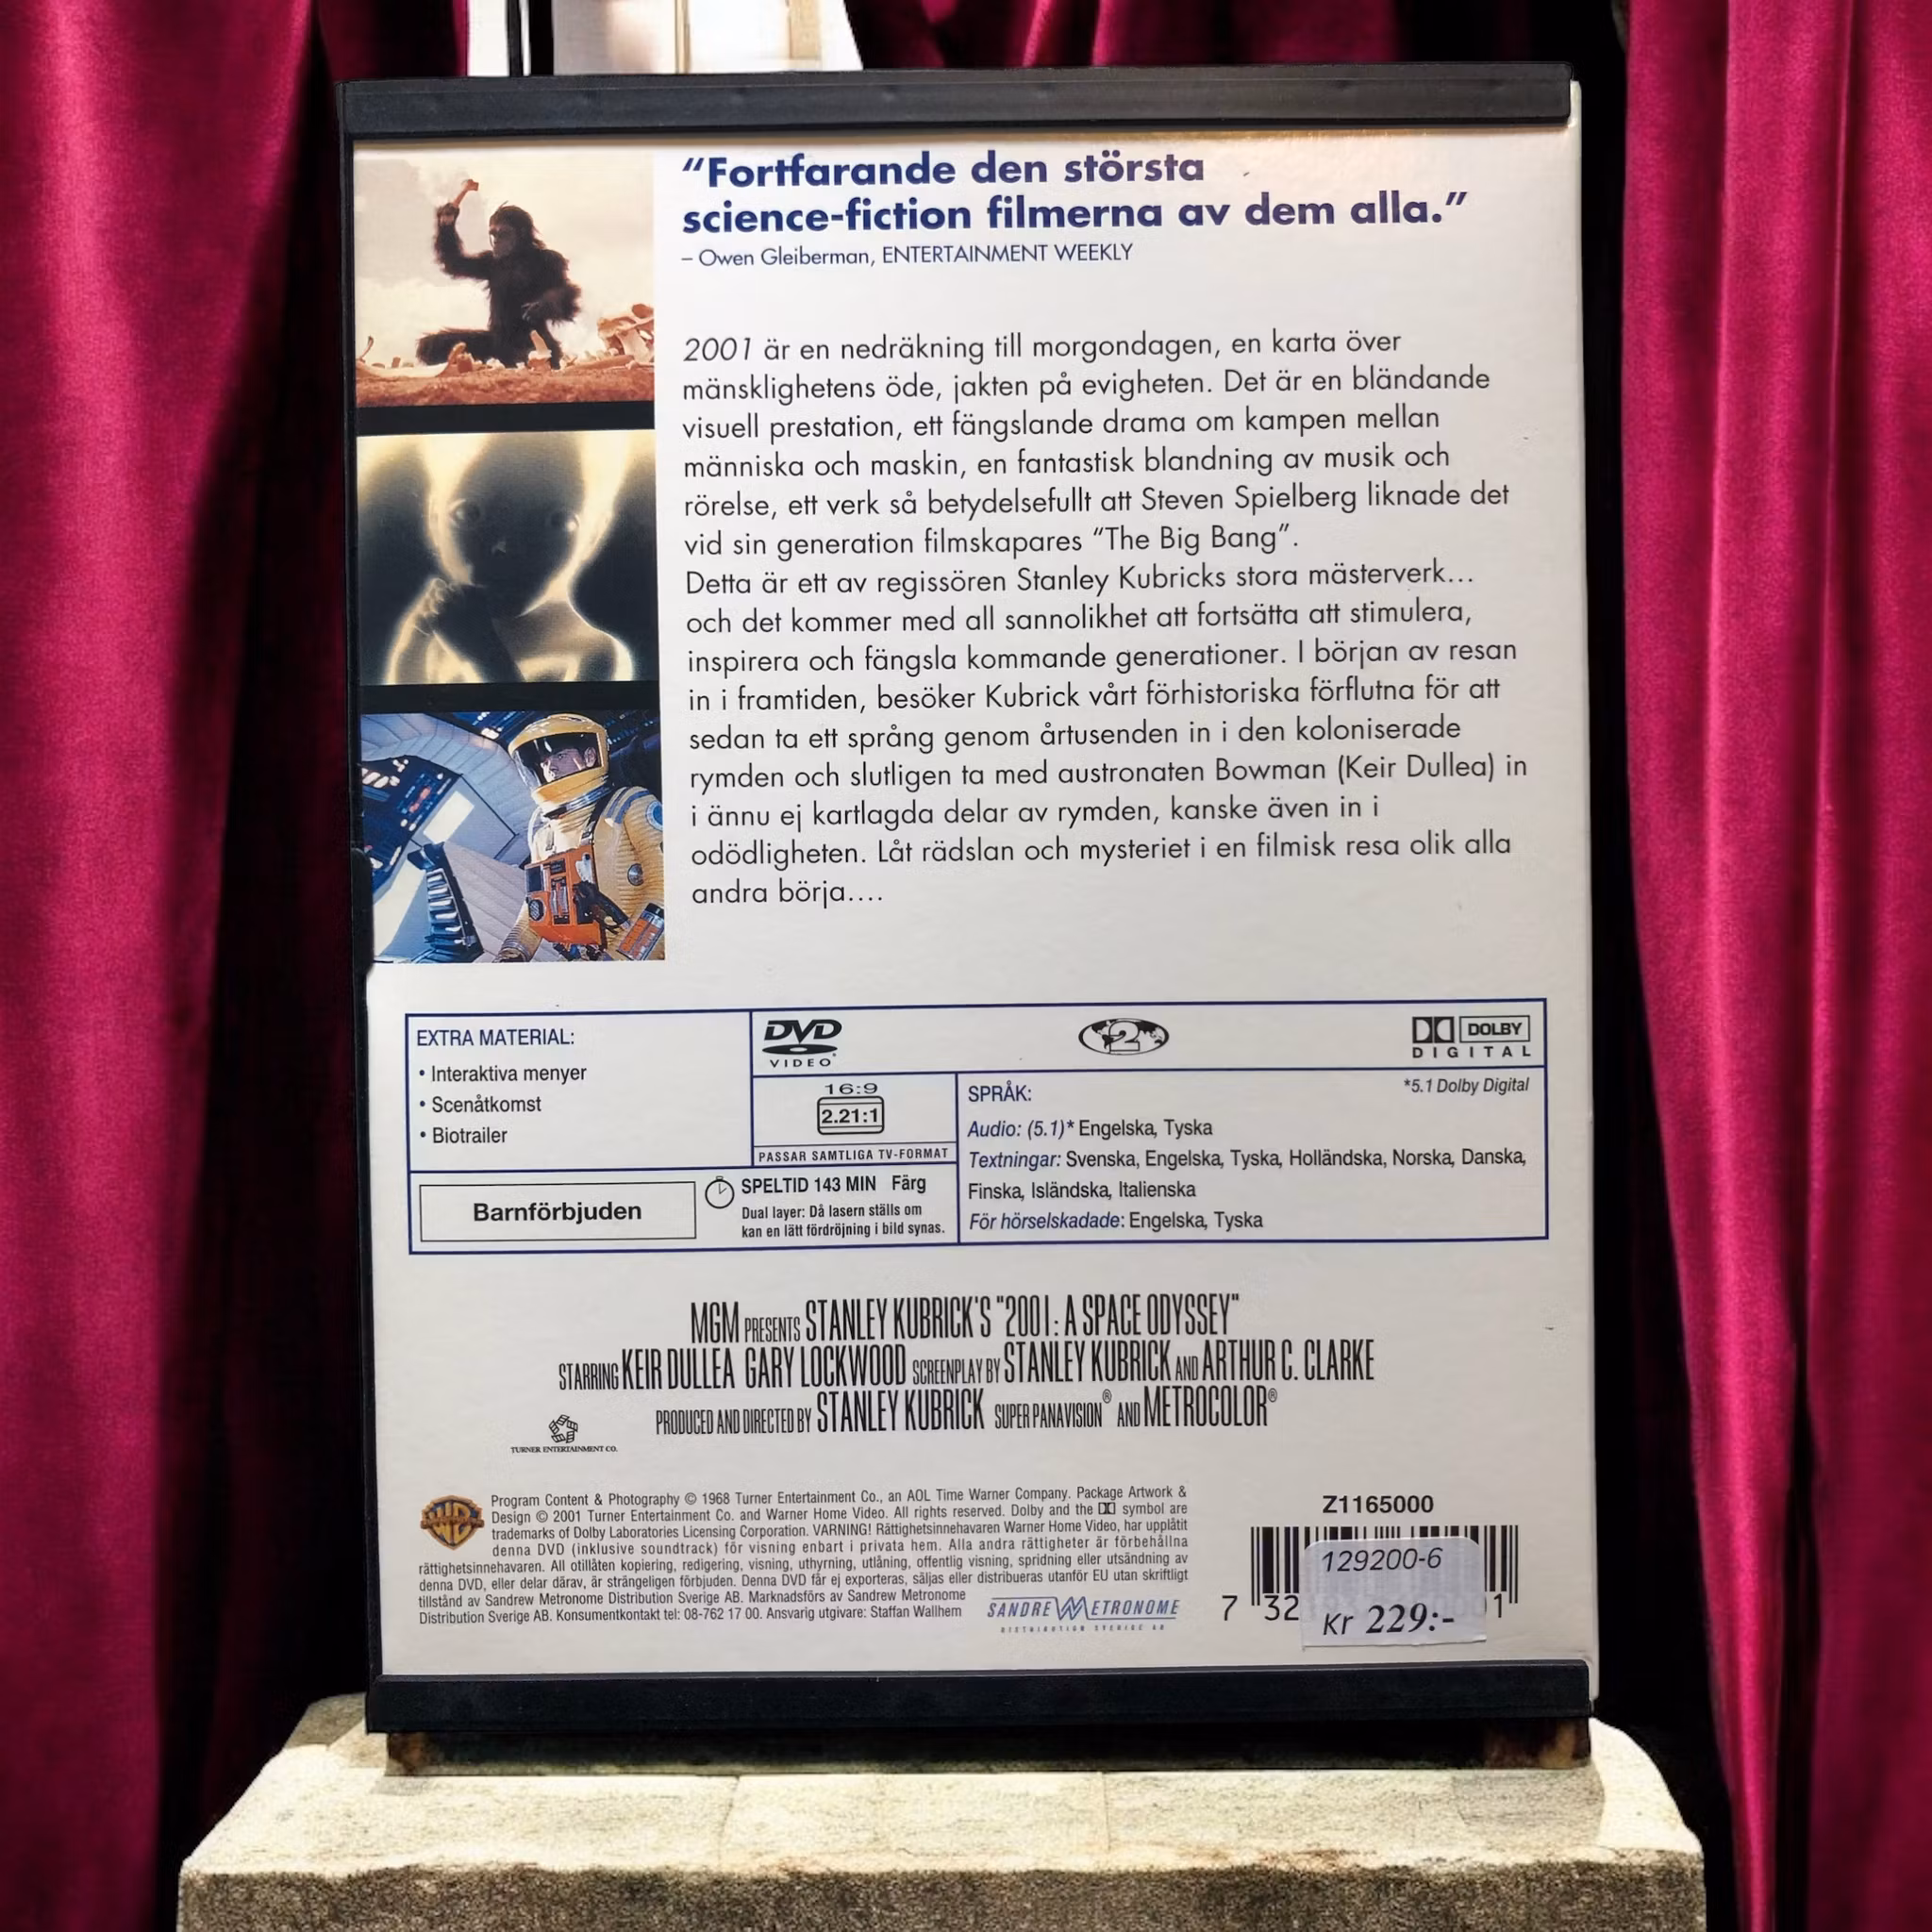 “Fortfarande den största
science-fiction filmerna av dem alla.”
– Owen Gleiberman, ENTERTAINMENT WEEKLY
2001 är en nedräkning till morgondagen, en karta över
mänsklighetens öde, jakten på evigheten. Det är en bländande
visuell prestation, ett fängslande drama om kampen mellan
människa och maskin, en fantastisk blandning av musik och
rörelse, ett verk så betydelsefullt att Steven Spielberg liknade det
vid sin generation filmskapares “The Big Bang”.
Detta är ett av regissören Stanley Kubricks stora mästerverk...
och det kommer med all sannolikhet att fortsätta att stimulera,
inspirera och fängsla kommande generationer. I början av resan
in i framtiden, besöker Kubrick vårt förhistoriska förflutna för att
sedan ta ett språng genom årtusenden in i den koloniserade
rymden och slutligen ta med austronaten Bowman (Keir Dullea) in
i ännu ej kartlagda delar av rymden, kanske även in i
odödligheten. Låt rädslan och mysteriet i en filmisk resa olik alla
andra börja....
EXTRA MATERIAL:
• Interaktiva menyer
• Scenåtkomst
• Biotrailer
Barnförbjuden
DVD
VIDEO
2
DOLBY
DIGITAL
16:9
2.21:1
PASSAR SAMTLIGA TV-FORMAT
SPELTID 143 MIN Färg
Dual layer: Då lasern ställs om
kan en lätt fördröjning i bild synas.
SPRÅK:
*5.1 Dolby Digital
Audio: (5.1)* Engelska, Tyska
Textningar: Svenska, Engelska, Tyska, Holländska, Norska, Danska,
Finska, Isländska, Italienska
För hörselskadade: Engelska, Tyska
MGM PRESENTS STANLEY KUBRICK'S "2001: A SPACE ODYSSEY"
STARRING KEIR DULLEA GARY LOCKWOOD SCREENPLAY BY STANLEY KUBRICK AND ARTHUR C. CLARKE
PRODUCED AND DIRECTED BY STANLEY KUBRICK SUPER PANAVISION® AND METROCOLOR®
TURNER ENTERTAINMENT CO.
WB
Program Content & Photography © 1968 Turner Entertainment Co., an AOL Time Warner Company. Package Artwork &
Design © 2001 Turner Entertainment Co. and Warner Home Video. All rights reserved. Dolby and the symbol are
trademarks of Dolby Laboratories Licensing Corporation. VARNING! Rättighetsinnehavaren Warner Home Video, har upplåtit
denna DVD (inklusive soundtrack) för visning enbart i privata hem. Alla andra rättigheter är förbehållna
rättighetsinnehavaren. All otillåten kopiering, redigering, visning, uthyrning, utlåning, offentlig visning, spridning eller utsändning av
denna DVD, eller delar därav, är strängeligen förbjuden. Denna DVD får ej exporteras, säljas eller distribueras utanför EU utan skriftligt
tillstånd av Sandrew Metronome Distribution Sverige AB. Marknadsförs av Sandrew Metronome
Distribution Sverige AB. Konsumentkontakt tel: 08-762 17 00. Ansvarig utgivare: Staffan Wallhem
SANDREW METRONOME
DISTRIBUTION SVERIGE AB
Z1165000
129200-6
Kr 229:-
7 32 1